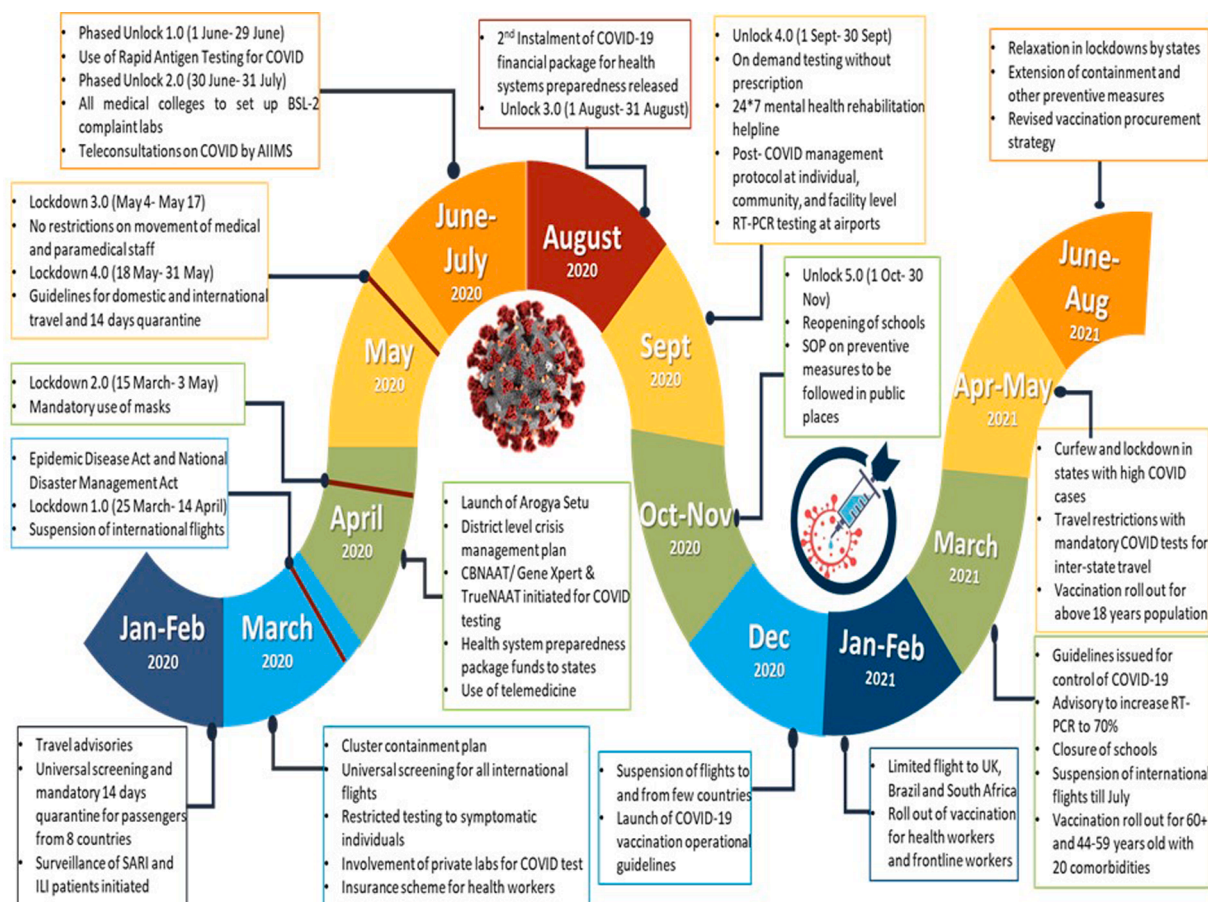 Phased Unlock 1.0 (1 June- 29 June)
Use of Rapid Antigen Testing for COVID
Phased Unlock 2.0 (30 June- 31 July)
All medical colleges to set up BSL-2
complaint labs
Teleconsultations on COVID by AIIMS
2nd Instalment of COVID-19
financial package for health
systems preparedness released
Unlock 3.0 (1 August- 31 August)
Unlock 4.0 (1 Sept- 30 Sept)
On demand testing without
prescription
24*7 mental health rehabilitation
helpline
Post- COVID management
protocol at individual,
community, and facility level
RT-PCR testing at airports
Relaxation in lockdowns by states
Extension of containment and
other preventive measures
Revised vaccination procurement
strategy
Lockdown 3.0 (May 4- May 17)
No restrictions on movement of medical
and paramedical staff
Lockdown 4.0 (18 May- 31 May)
Guidelines for domestic and international
travel and 14 days quarantine
Unlock 5.0 (1 Oct- 30
Nov)
Reopening of schools
SOP on preventive
measures to be
followed in public
places
Lockdown 2.0 (15 March- 3 May)
Mandatory use of masks
Epidemic Disease Act and National
Disaster Management Act
Lockdown 1.0 (25 March- 14 April)
Suspension of international flights
Jan-Feb
2020
March
2020
April
2020
May
2020
June-
July
2020
August
2020
Sept
2020
Oct-Nov
2020
Dec
2020
Jan-Feb
2021
March
2021
Apr-May
2021
June-
Aug
2021
Launch of Arogya Setu
District level crisis
management plan
CBNAAT/ Gene Xpert &
TrueNAAT initiated for COVID
testing
Health system preparedness
package funds to states
Use of telemedicine
Curfew and lockdown in
states with high COVID
cases
Travel restrictions with
mandatory COVID tests for
inter-state travel
Vaccination roll out for
above 18 years population
Travel advisories
Universal screening and
mandatory 14 days
quarantine for passengers
from 8 countries
Surveillance of SARI and
ILI patients initiated
Cluster containment plan
Universal screening for all international
flights
Restricted testing to symptomatic
individuals
Involvement of private labs for COVID test
Insurance scheme for health workers
Suspension of flights to
and from few countries
Launch of COVID-19
vaccination operational
guidelines
Limited flight to UK,
Brazil and South Africa
Roll out of vaccination
for health workers
and frontline workers
Guidelines issued for
control of COVID-19
Advisory to increase RT-
PCR to 70%
Closure of schools
Suspension of international
flights till July
Vaccination roll out for 60+
and 44-59 years old with
20 comorbidities